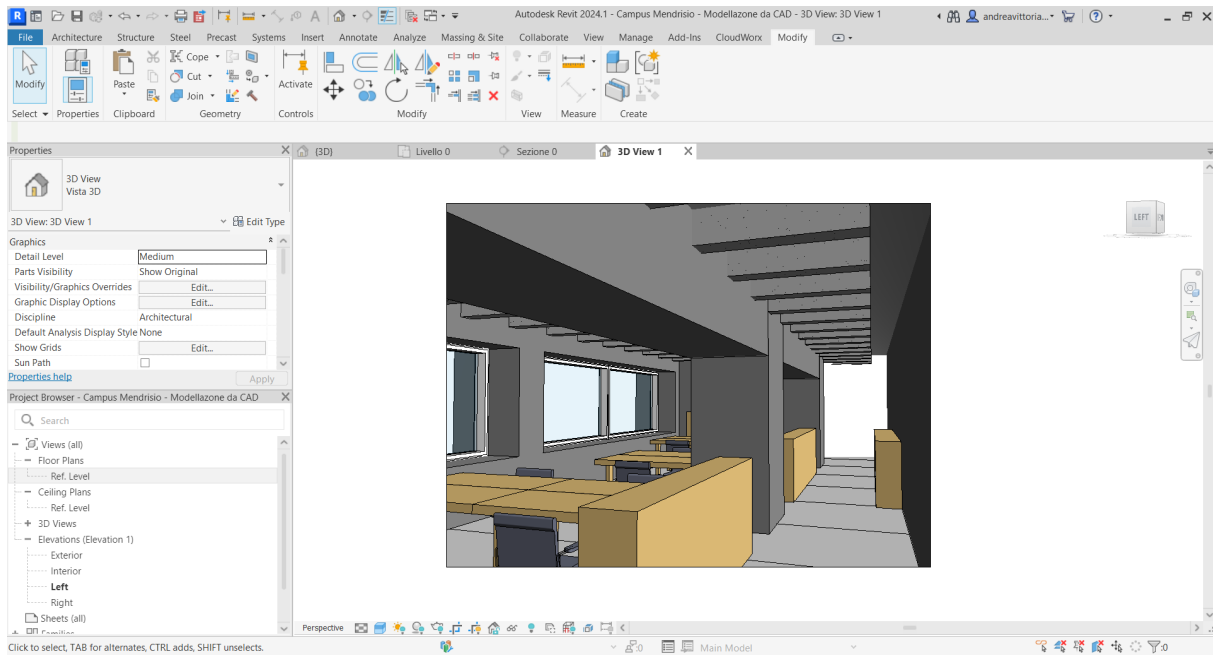 Autodesk Revit 2024.1 - Campus Mendrisio - Modellazone da CAD - 3D View: 3D View 1
andreavittoria...
File Architecture Structure Steel Precast Systems Insert Annotate Analyze Massing & Site Collaborate View Manage Add-Ins CloudWorx Modify
Modify Paste Cope Cut Join Activate
Select Properties Clipboard Geometry Controls Modify View Measure Create
Properties
{3D} Livello 0 Sezione 0 3D View 1
3D View
Vista 3D
3D View: 3D View 1 Edit Type
Graphics
Detail Level Medium
Parts Visibility Show Original
Visibility/Graphics Overrides Edit...
Graphic Display Options Edit...
Discipline Architectural
Default Analysis Display Style None
Show Grids Edit...
Sun Path
Properties help Apply
LEFT
Project Browser - Campus Mendrisio - Modellazone da CAD
Search
Views (all)
Floor Plans
Ref. Level
Ceiling Plans
Ref. Level
3D Views
Elevations (Elevation 1)
Exterior
Interior
Left
Right
Sheets (all)
Families
Perspective
Click to select, TAB for alternates, CTRL adds, SHIFT unselects. :0 Main Model :0